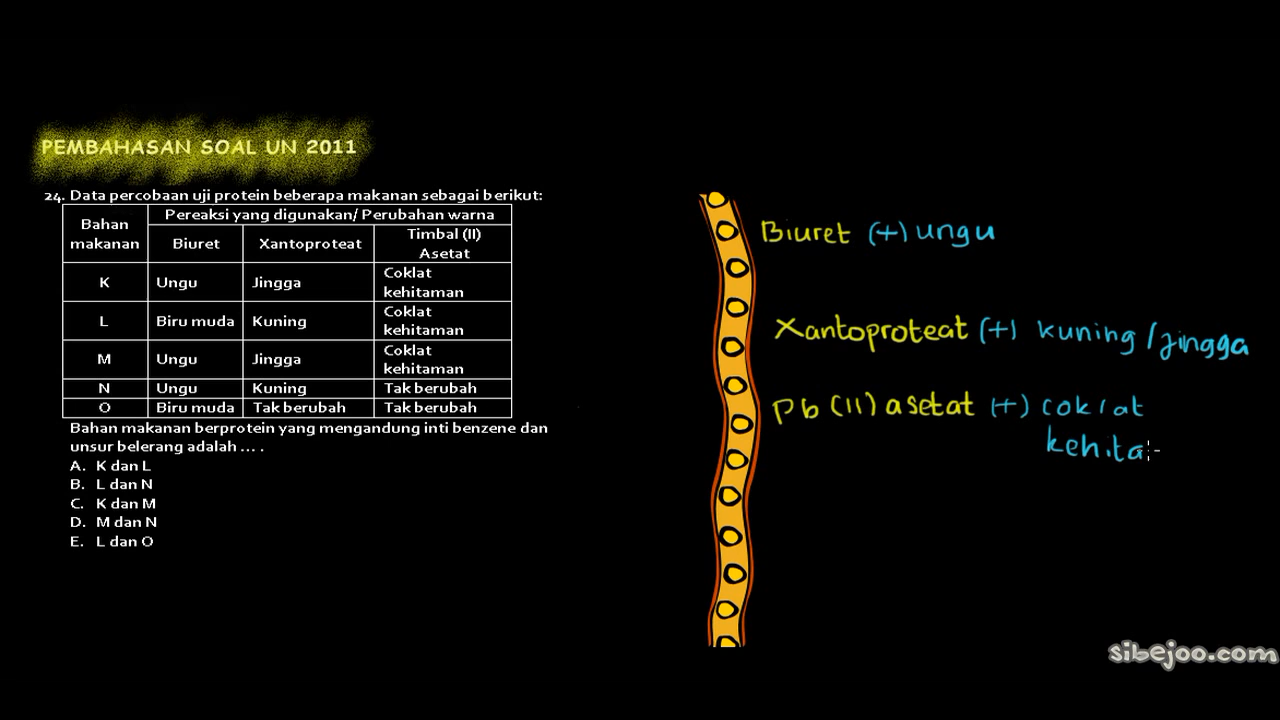 PEMBAHASAN SOAL UN 2011
24. Data percobaan uji protein beberapa makanan sebagai berikut:
Bahan makanan Pereaksi yang digunakan/ Perubahan warna
Biuret Xantoproteat Timbal (II) Asetat
K Ungu Jingga Coklat kehitaman
L Biru muda Kuning Coklat kehitaman
M Ungu Jingga Coklat kehitaman
N Ungu Kuning Tak berubah
O Biru muda Tak berubah Tak berubah
Bahan makanan berprotein yang mengandung inti benzene dan
unsur belerang adalah ... .
A. K dan L
B. L dan N
C. K dan M
D. M dan N
E. L dan O
Biuret (+) ungu
Xantoproteat (+) kuning / jingga
Pb (II) asetat (+) coklat
kehita
sibejoo.com